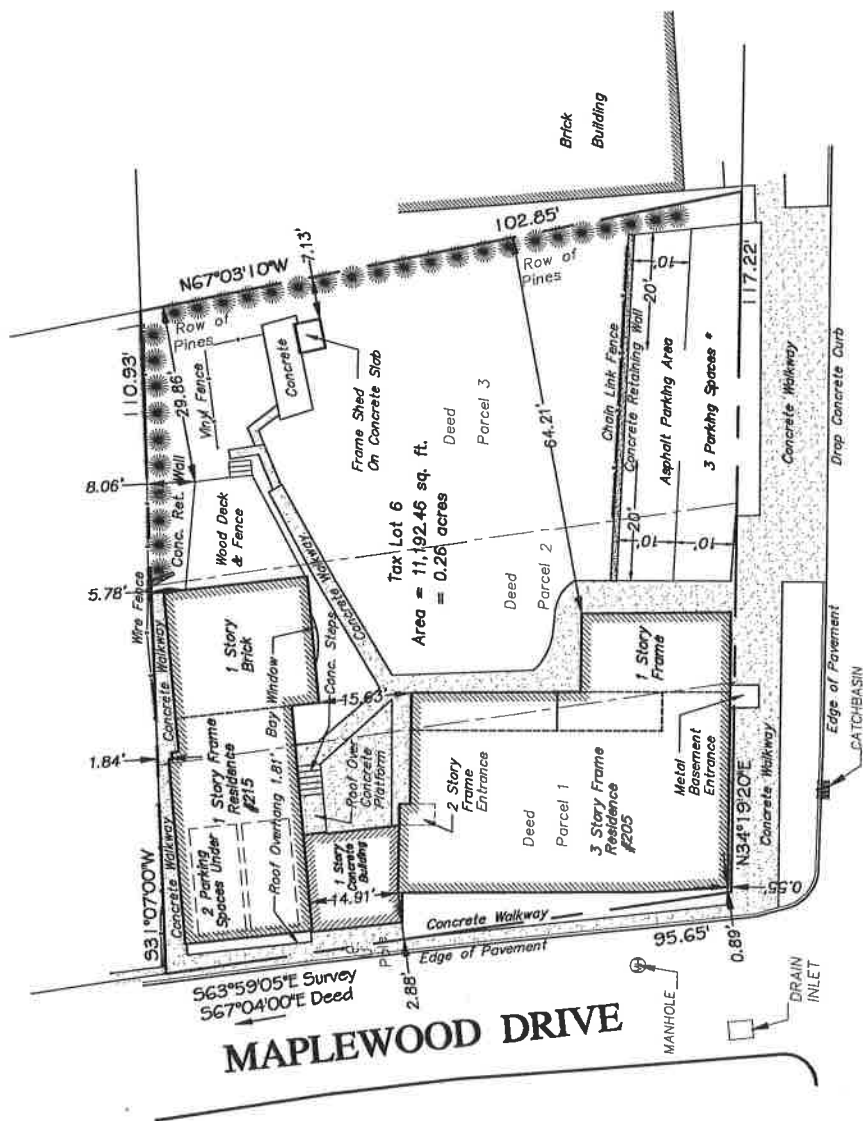 S31°07'00"W
110.93'
N67°03'10"W
102.85'
7.13'
Row of
Pines
29.86'
Vinyl Fence
Concrete
Frame Shed
On Concrete Slab
8.06'
Conc. Ret. Wall
Wood Deck
& Fence
5.78'
Wire Fence
Concrete Walkway
1 Story
Brick
Bay Window
Conc. Steps
Concrete Walkway
1.84'
Concrete Walkway
1 Story Frame
Residence
#215
2 Parking
Spaces Under
Roof Overhang 1.81'
15.63'
Roof Over
Concrete
Platform
1 Story
Concrete
Building
14.91'
2 Story
Frame
Entrance
Tax Lot 6
Area = 11,192.46 sq. ft.
= 0.26 acres
Deed
Parcel 3
Deed
Parcel 2
64.21'
Row of
Pines
Brick
Building
Chain Link Fence
Concrete Retaining Wall
20'
20'
10'
10'
10'
Asphalt Parking Area
3 Parking Spaces *
117.22'
Concrete Walkway
Drop Concrete Curb
1 Story
Frame
Deed
Parcel 1
3 Story Frame
Residence
#205
Metal
Basement
Entrance
N34°19'20"E
Concrete Walkway
Edge of Pavement
CATCHBASIN
0.55'
0.89'
95.65'
Concrete Walkway
Edge of Pavement
Pole
2.88'
S63°59'05"E Survey
S67°04'00"E Deed
MAPLEWOOD DRIVE
MANHOLE
DRAIN
INLET